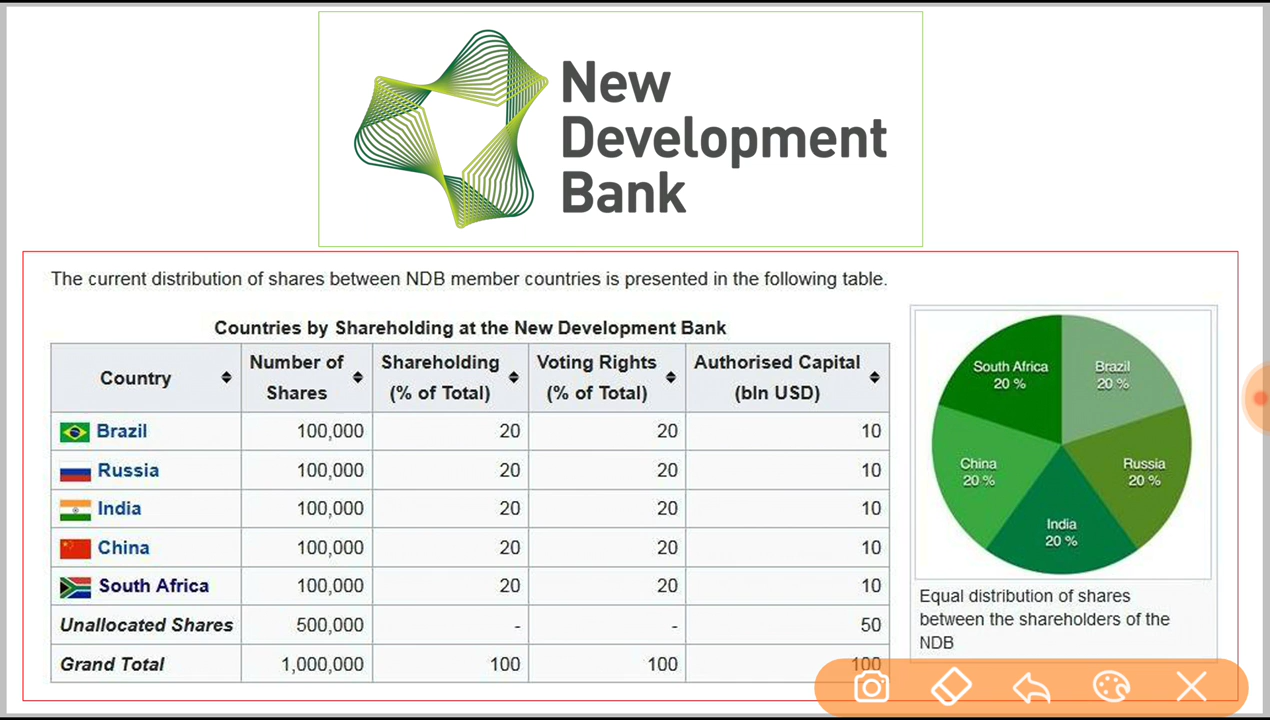 New
Development
Bank
The current distribution of shares between NDB member countries is presented in the following table.
Countries by Shareholding at the New Development Bank
Country Number of Shares Shareholding (% of Total) Voting Rights (% of Total) Authorised Capital (bln USD)
Brazil 100,000 20 20 10
Russia 100,000 20 20 10
India 100,000 20 20 10
China 100,000 20 20 10
South Africa 100,000 20 20 10
Unallocated Shares 500,000 - - 50
Grand Total 1,000,000 100 100 100
South Africa
20 %
Brazil
20 %
China
20 %
Russia
20 %
India
20 %
Equal distribution of shares
between the shareholders of the
NDB